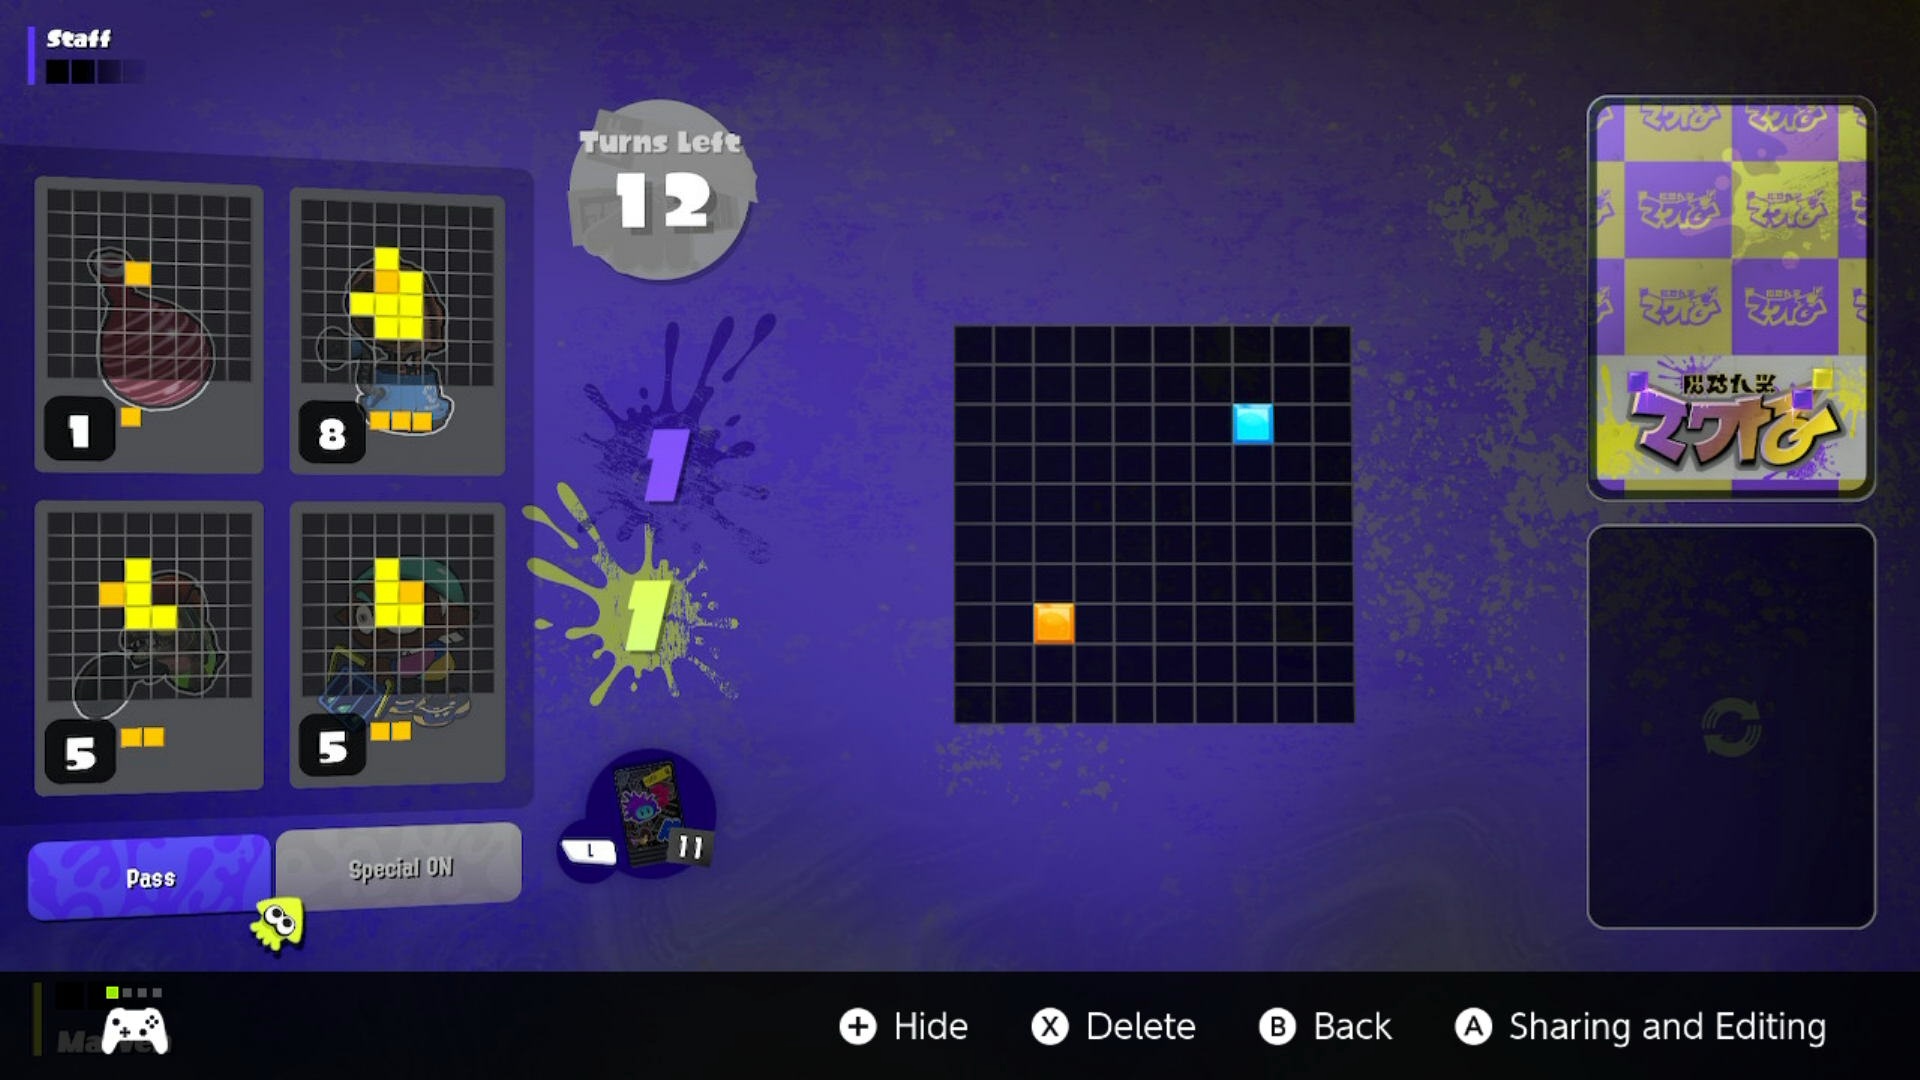 Staff
Turns Left
12
1
8
1
1
5
5
L
11
Pass
Special ON
Hide
X
Delete
B
Back
A
Sharing and Editing